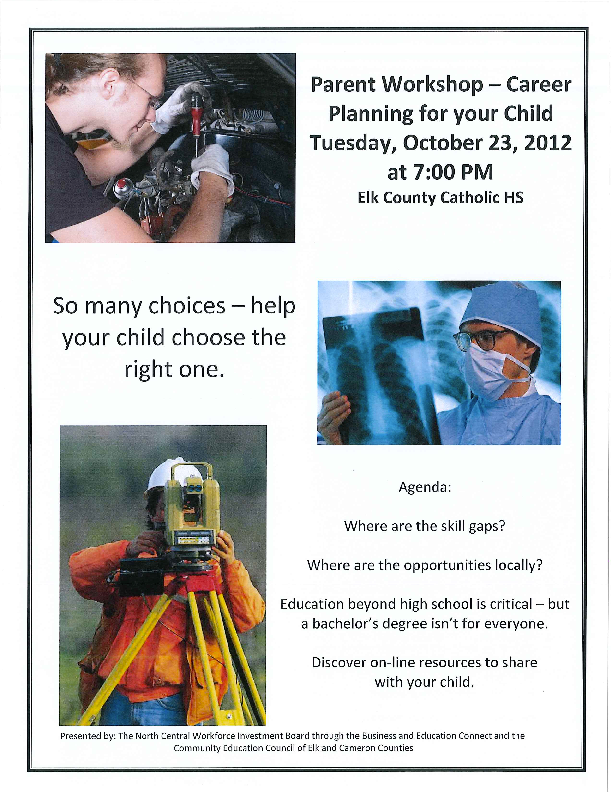 Parent Workshop – Career
Planning for your Child
Tuesday, October 23, 2012
at 7:00 PM
Elk County Catholic HS
So many choices – help
your child choose the
right one.
Agenda:
Where are the skill gaps?
Where are the opportunities locally?
Education beyond high school is critical – but
a bachelor's degree isn't for everyone.
Discover on-line resources to share
with your child.
Presented by: The North Central Workforce Investment Board through the Business and Education Connect and the
Community Education Council of Elk and Cameron Counties